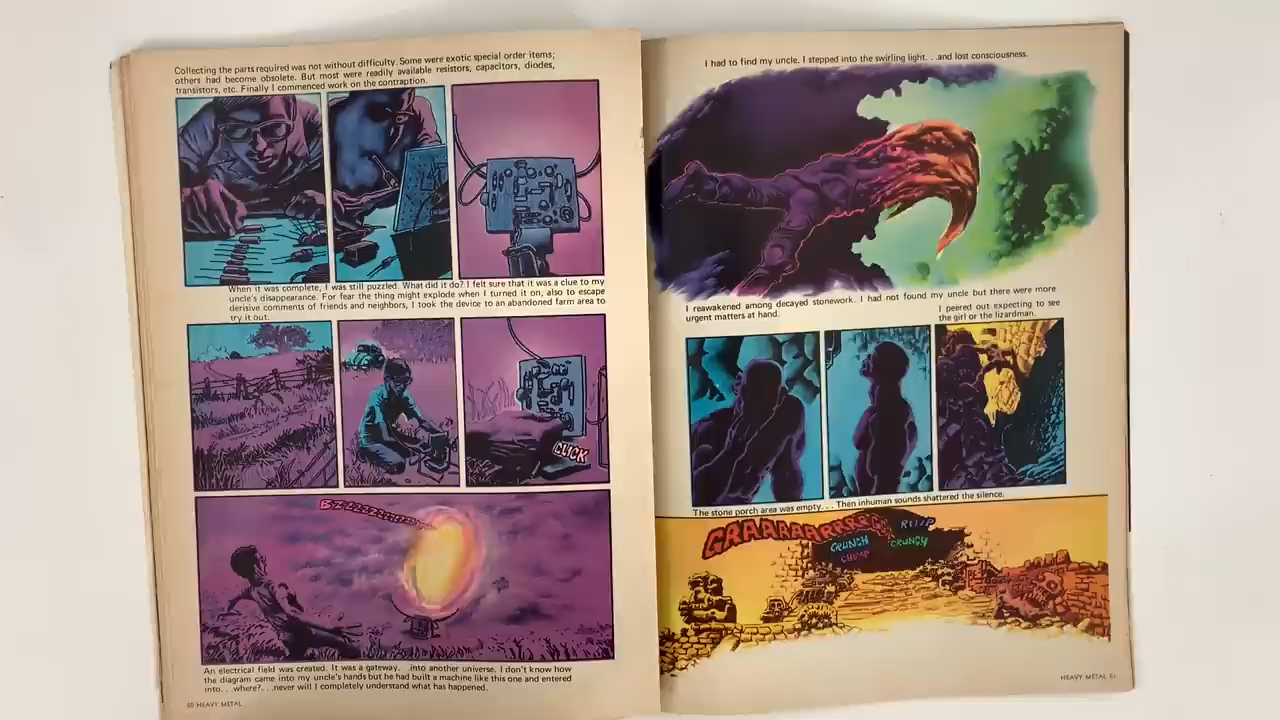 Collecting the parts required was not without difficulty. Some were exotic special order items;
others had become obsolete. But most were readily available resistors, capacitors, diodes,
transistors, etc. Finally I commenced work on the contraption.
When it was complete, I was still puzzled. What did it do? I felt sure that it was a clue to my
uncle's disappearance. For fear the thing might explode when I turned it on, also to escape
derisive comments of friends and neighbors, I took the device to an abandoned farm area to
try it out.
CLICK
An electrical field was created. It was a gateway. . .into another universe. I don't know how
the diagram came into my uncle's hands but he had built a machine like this one and entered
into. . .where?. . .never will I completely understand what has happened.
50 HEAVY METAL
I had to find my uncle. I stepped into the swirling light. . .and lost consciousness.
I reawakened among decayed stonework. I had not found my uncle but there were more
urgent matters at hand.
I peered out expecting to see
the girl or the lizardman.
The stone porch area was empty. . . Then inhuman sounds shattered the silence.
RIIIP
CRUNCH
CRUNCH
CHOMP
HEAVY METAL 51